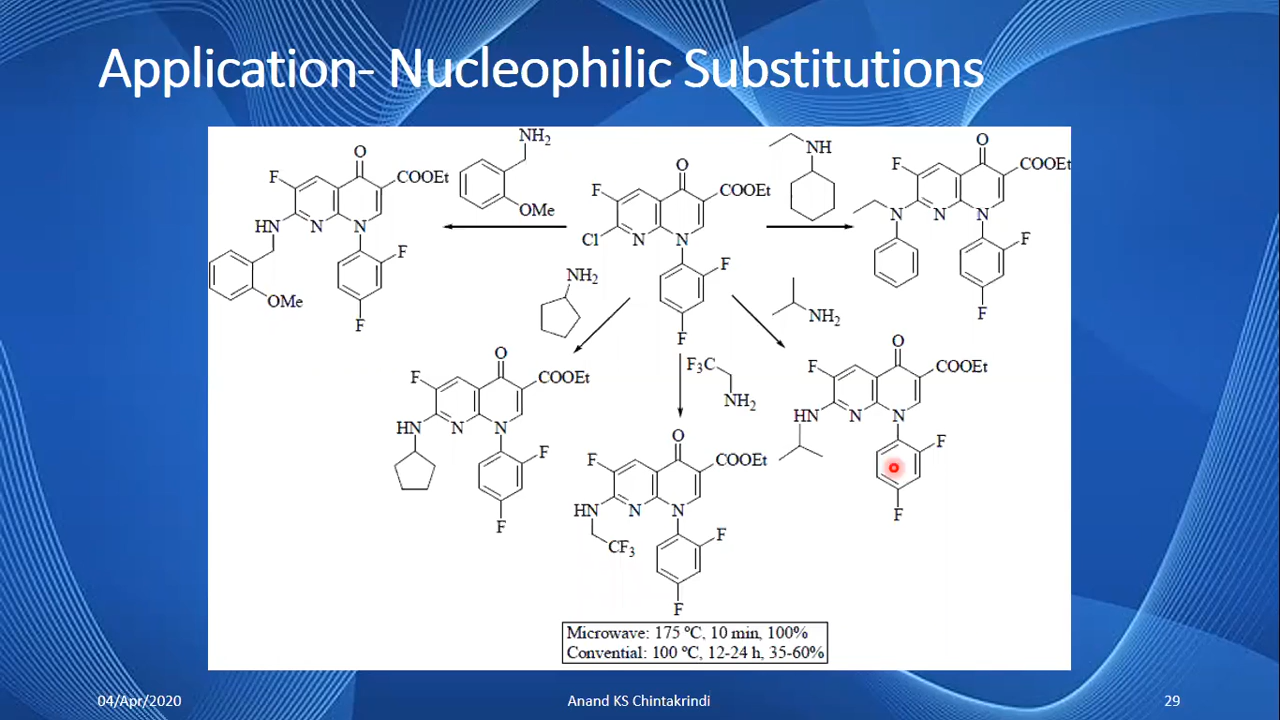 Application- Nucleophilic Substitutions
NH2
OMe
NH
O
F
COOEt
HN
N
N
F
OMe
F
O
F
COOEt
Cl
N
N
F
F
O
F
COOEt
N
N
N
F
F
NH2
NH2
F3C
NH2
O
F
COOEt
HN
N
N
F
F
O
F
COOEt
HN
N
N
CF3
F
F
O
F
COOEt
HN
N
N
F
F
Microwave: 175 ºC, 10 min, 100%
Convential: 100 ºC, 12-24 h, 35-60%
04/Apr/2020
Anand KS Chintakrindi
29